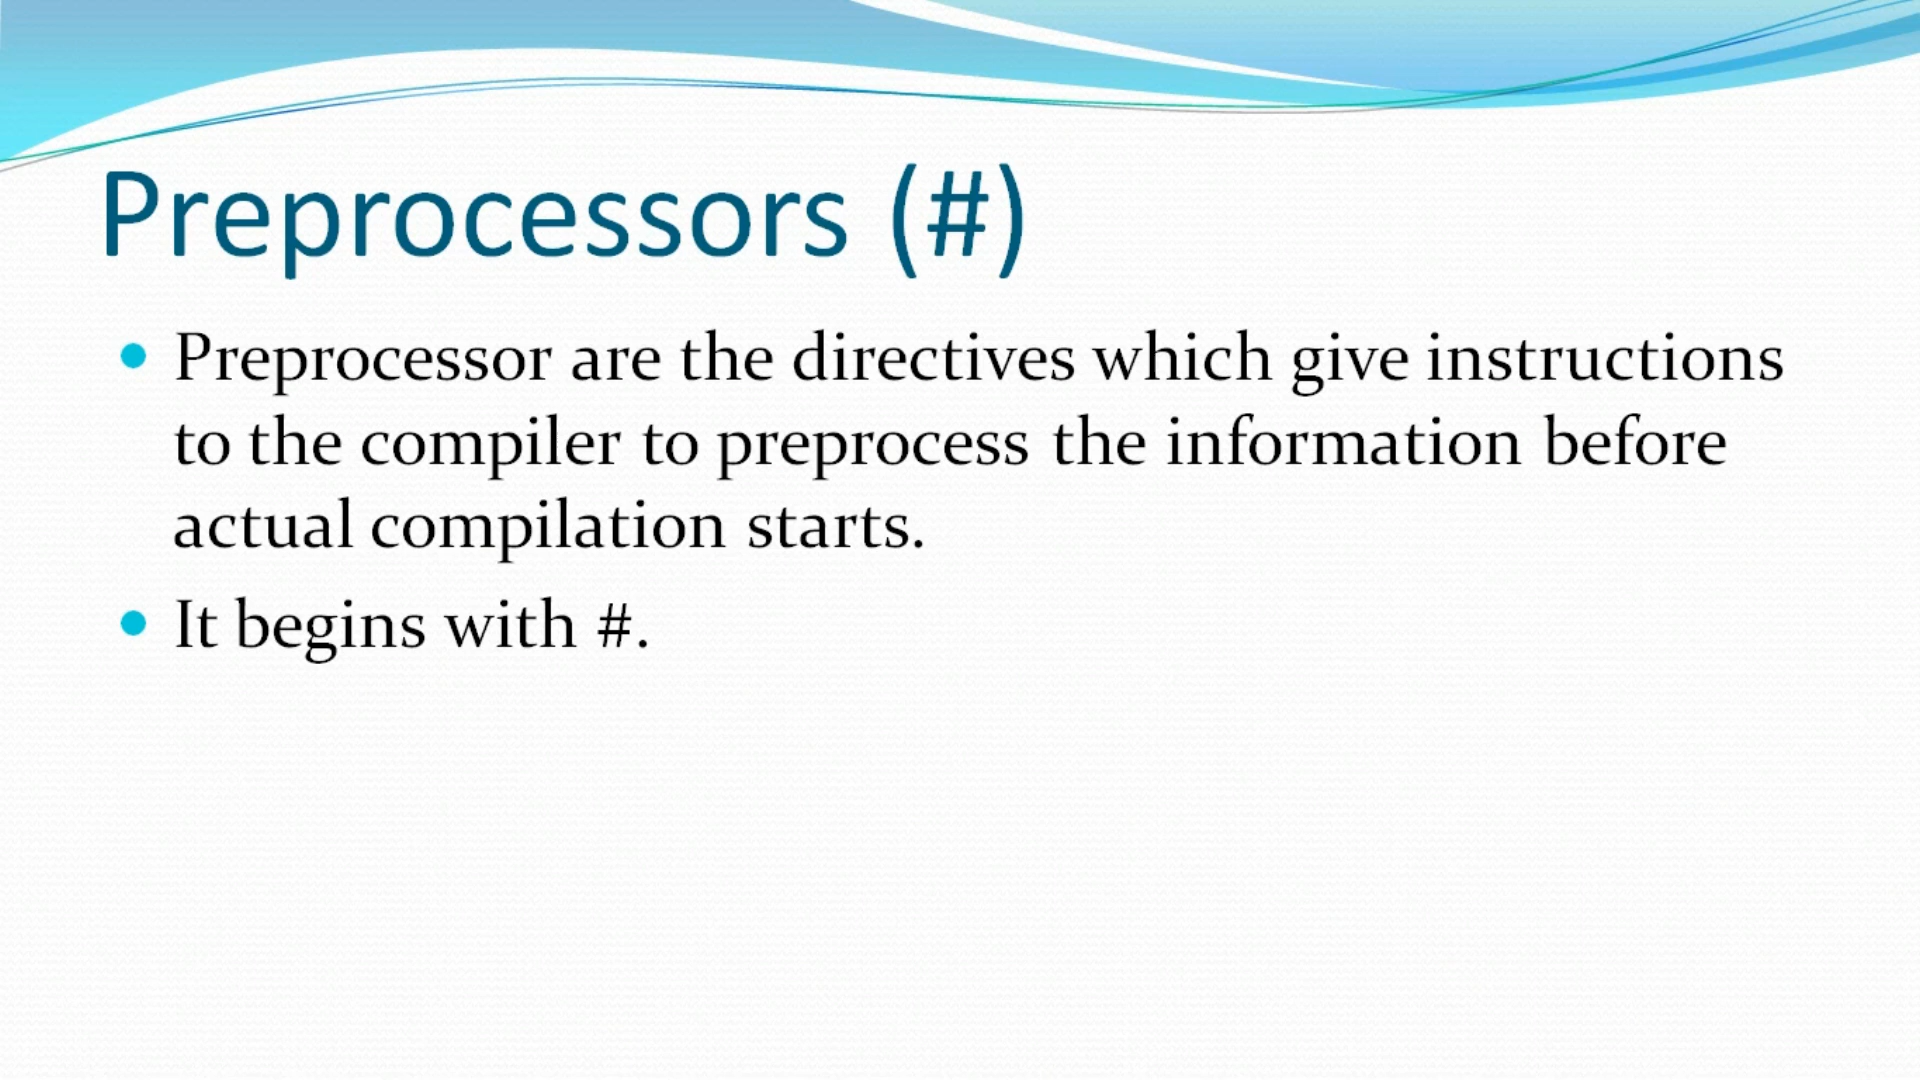 Preprocessors (#)
Preprocessor are the directives which give instructions
to the compiler to preprocess the information before
actual compilation starts.
It begins with #.